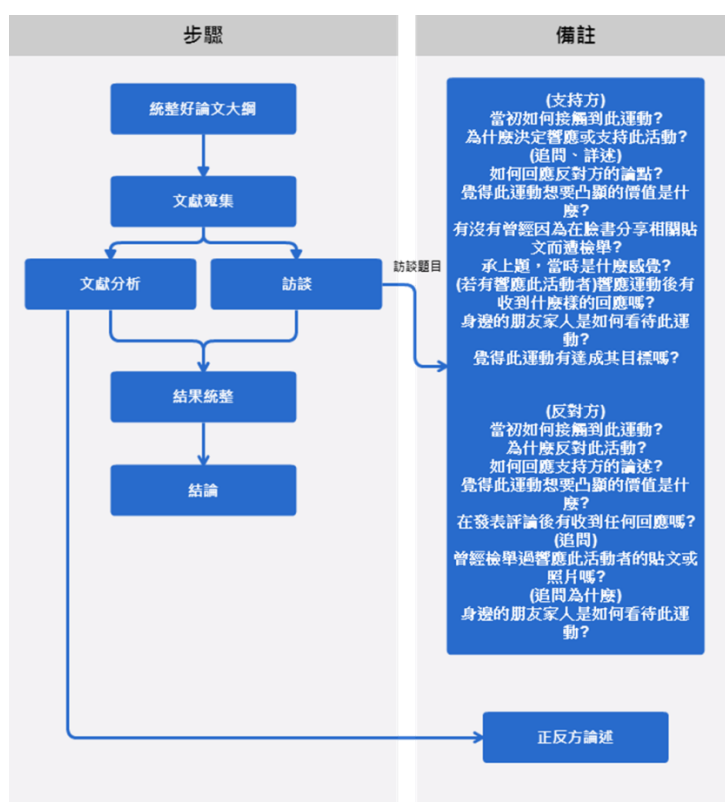 步驟
備註
統整好論文大綱
文獻蒐集
文獻分析
訪談
訪談題目
結果統整
結論
(支持方)
當初如何接觸到此運動?
為什麼決定響應或支持此活動?
(追問、詳述)
如何回應反對方的論點?
覺得此運動想要凸顯的價值是什
麼?
有沒有曾經因為在臉書分享相關貼
文而遭檢舉?
承上題，當時是什麼感覺?
(若有響應此活動者)響應運動後有
收到什麼樣的回應嗎?
身邊的朋友家人是如何看待此運
動?
覺得此運動有達成其目標嗎?
(反對方)
當初如何接觸到此運動?
為什麼反對此活動?
如何回應支持方的論述?
覺得此運動想要凸顯的價值是什
麼?
在發表評論後有收到任何回應嗎?
(追問)
曾經檢舉過響應此活動者的貼文或
照片嗎?
(追問為什麼)
身邊的朋友家人是如何看待此運
動?
正反方論述